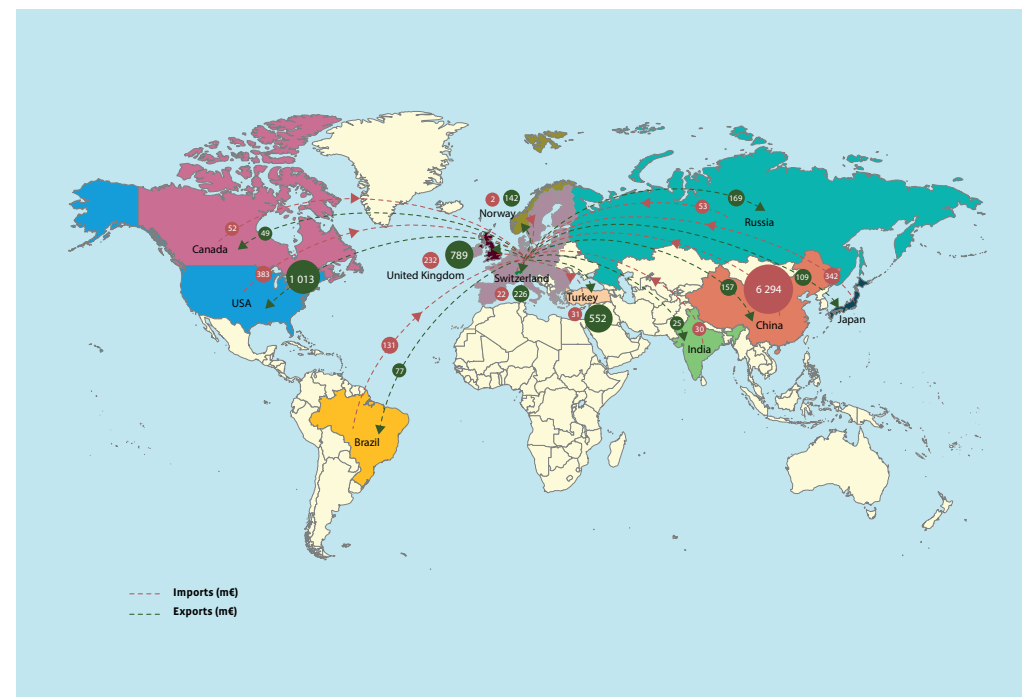 2
142
Norway
169
53
Russia
52
49
Canada
232
789
United Kingdom
383
1 013
USA
Switzerland
22
226
Turkey
31
552
157
6 294
109
342
China
Japan
25
30
India
131
77
Brazil
Imports (m€)
Exports (m€)